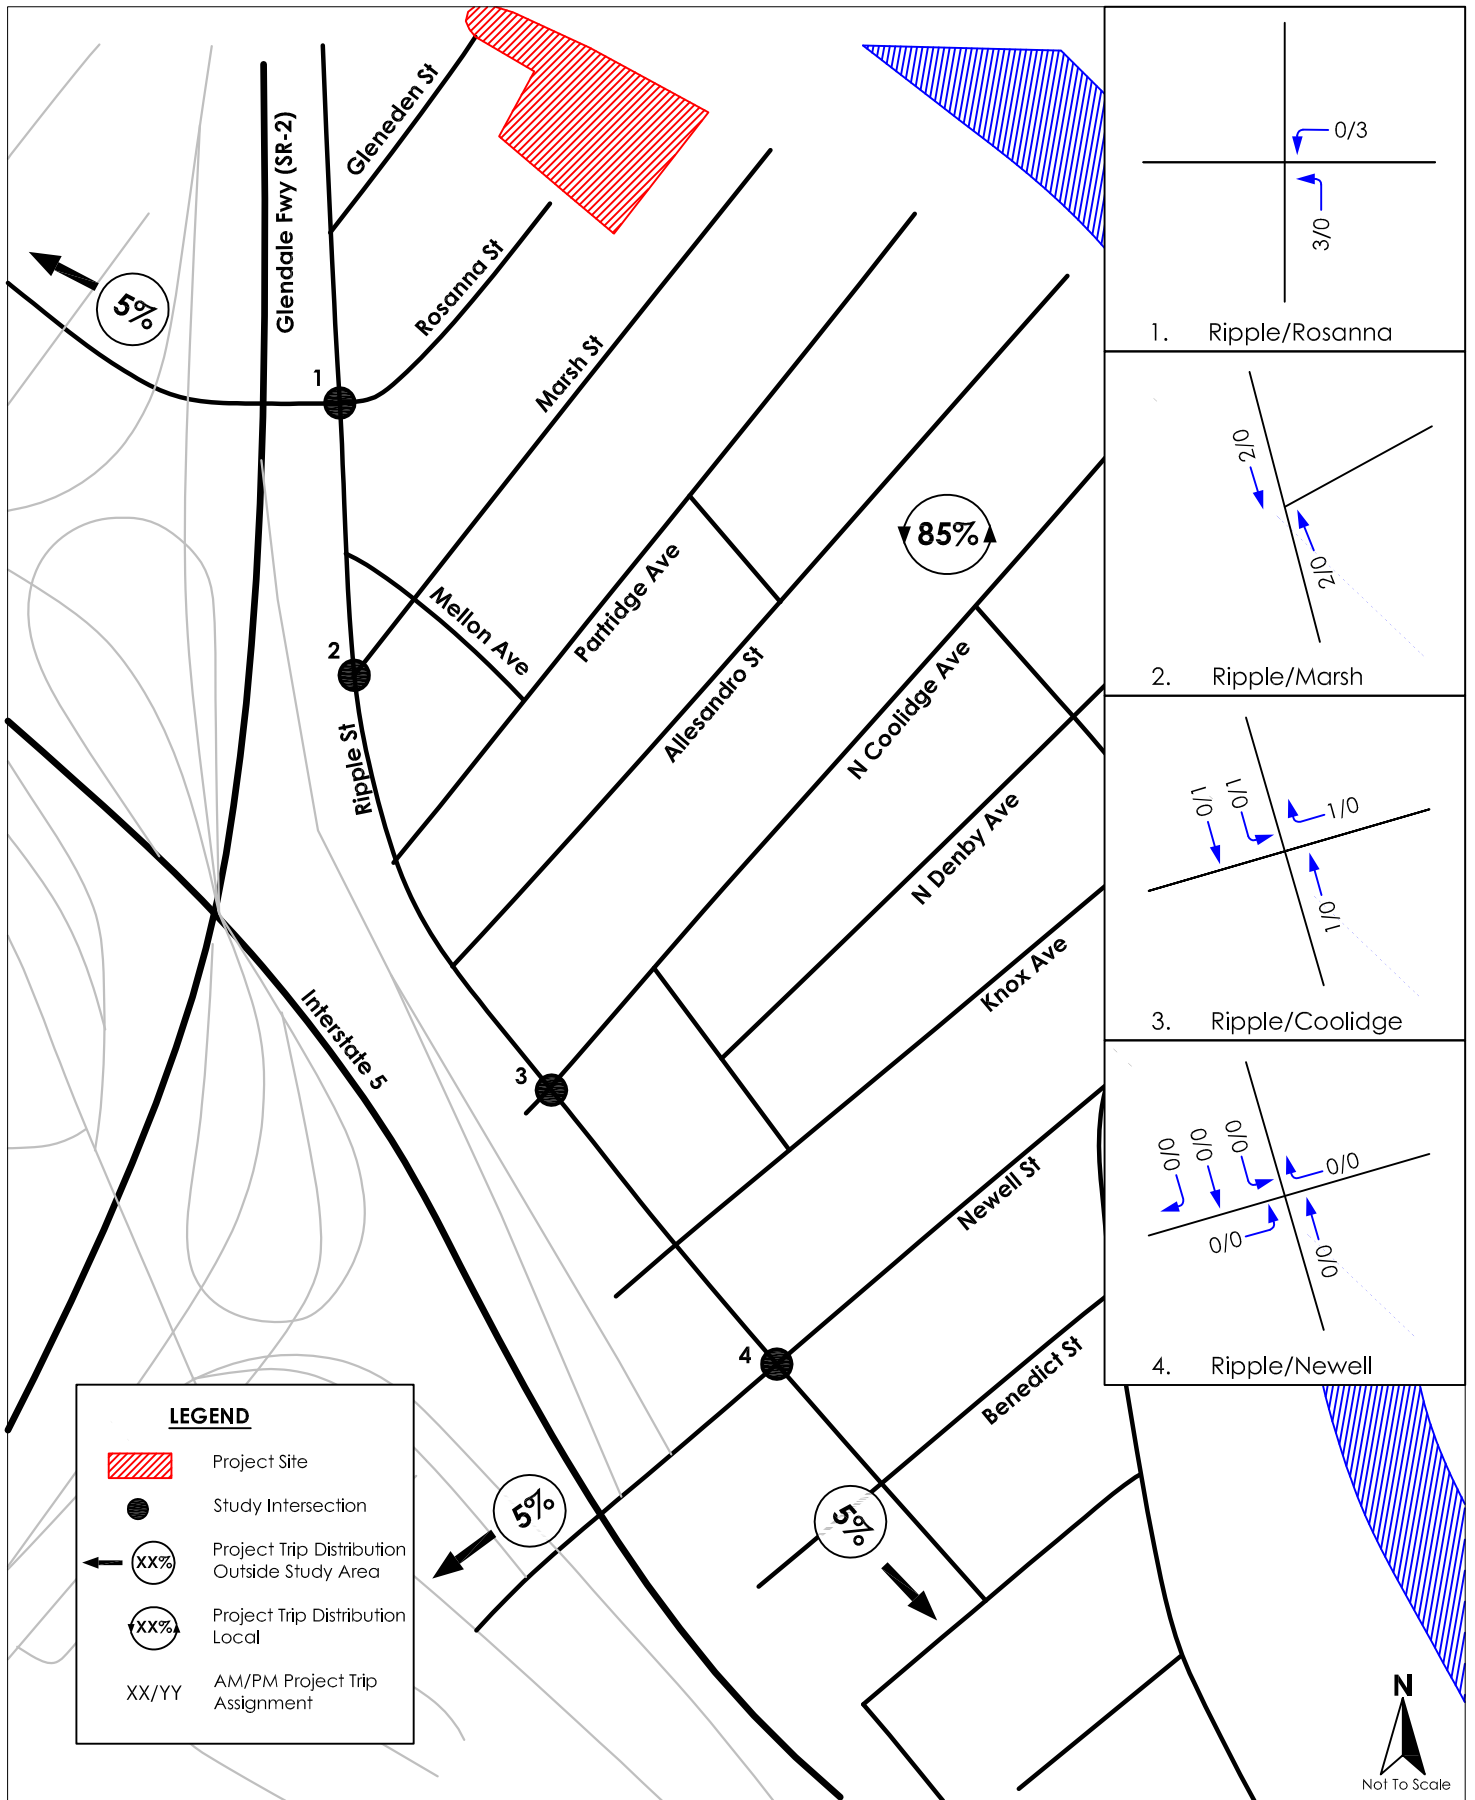 Gleneden St
Glendale Fwy (SR-2)
Rosanna St
5%
1
Marsh St
85%
Partridge Ave
Mellon Ave
2
Allesandro St
N Coolidge Ave
Ripple St
N Denby Ave
Knox Ave
Interstate 5
3
Newell St
4
Benedict St
5%
5%
0/3
3/0
1. Ripple/Rosanna
2/0
2/0
2. Ripple/Marsh
0/1
0/1
1/0
1/0
3. Ripple/Coolidge
0/0
0/0
0/0
0/0
0/0
0/0
4. Ripple/Newell
LEGEND
Project Site
Study Intersection
XX%
Project Trip Distribution
Outside Study Area
XX%
Project Trip Distribution
Local
XX/YY
AM/PM Project Trip
Assignment
N
Not To Scale